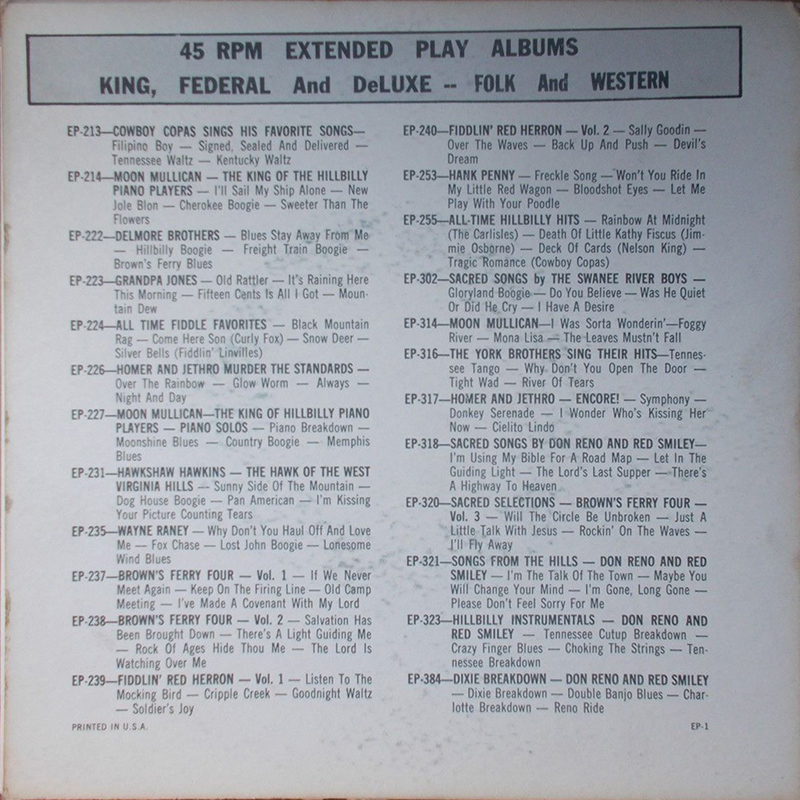 45 RPM EXTENDED PLAY ALBUMS
KING, FEDERAL And DeLUXE -- FOLK And WESTERN
EP-213—COWBOY COPAS SINGS HIS FAVORITE SONGS—
Filipino Boy — Signed, Sealed And Delivered —
Tennessee Waltz — Kentucky Waltz
EP-214—MOON MULLICAN — THE KING OF THE HILLBILLY
PIANO PLAYERS — I'll Sail My Ship Alone — New
Jole Blon — Cherokee Boogie — Sweeter Than The
Flowers
EP-222—DELMORE BROTHERS — Blues Stay Away From Me
— Hillbilly Boogie — Freight Train Boogie —
Brown's Ferry Blues
EP-223—GRANDPA JONES — Old Rattler — It's Raining Here
This Morning — Fifteen Cents Is All I Got — Moun-
tain Dew
EP-224—ALL TIME FIDDLE FAVORITES — Black Mountain
Rag — Come Here Son (Curly Fox) — Snow Deer —
Silver Bells (Fiddlin' Linvilles)
EP-226—HOMER AND JETHRO MURDER THE STANDARDS —
Over The Rainbow — Glow Worm — Always —
Night And Day
EP-227—MOON MULLICAN—THE KING OF HILLBILLY PIANO
PLAYERS — PIANO SOLOS — Piano Breakdown —
Moonshine Blues — Country Boogie — Memphis
Blues
EP-231—HAWKSHAW HAWKINS — THE HAWK OF THE WEST
VIRGINIA HILLS — Sunny Side Of The Mountain —
Dog House Boogie — Pan American — I'm Kissing
Your Picture Counting Tears
EP-235—WAYNE RANEY — Why Don't You Haul Off And Love
Me — Fox Chase — Lost John Boogie — Lonesome
Wind Blues
EP-237—BROWN'S FERRY FOUR — Vol. 1 — If We Never
Meet Again — Keep On The Firing Line — Old Camp
Meeting — I've Made A Covenant With My Lord
EP-238—BROWN'S FERRY FOUR — Vol. 2 — Salvation Has
Been Brought Down — There's A Light Guiding Me
— Rock Of Ages Hide Thou Me — The Lord Is
Watching Over Me
EP-239—FIDDLIN' RED HERRON — Vol. 1 — Listen To The
Mocking Bird — Cripple Creek — Goodnight Waltz
— Soldier's Joy
PRINTED IN U.S.A.
EP-240—FIDDLIN' RED HERRON — Vol. 2 — Sally Goodin —
Over The Waves — Back Up And Push — Devil's
Dream
EP-253—HANK PENNY — Freckle Song — Won't You Ride In
My Little Red Wagon — Bloodshot Eyes — Let Me
Play With Your Poodle
EP-255—ALL-TIME HILLBILLY HITS — Rainbow At Midnight
(The Carlisles) — Death Of Little Kathy Fiscus (Jim-
mie Osborne) — Deck Of Cards (Nelson King) —
Tragic Romance (Cowboy Copas)
EP-302—SACRED SONGS by THE SWANEE RIVER BOYS —
Gloryland Boogie — Do You Believe — Was He Quiet
Or Did He Cry — I Have A Desire
EP-314—MOON MULLICAN—I Was Sorta Wonderin'—Foggy
River — Mona Lisa — The Leaves Mustn't Fall
EP-316—THE YORK BROTHERS SING THEIR HITS—Tennes-
see Tango — Why Don't You Open The Door —
Tight Wad — River Of Tears
EP-317—HOMER AND JETHRO — ENCORE! — Symphony —
Donkey Serenade — I Wonder Who's Kissing Her
Now — Cielito Lindo
EP-318—SACRED SONGS BY DON RENO AND RED SMILEY—
I'm Using My Bible For A Road Map — Let In The
Guiding Light — The Lord's Last Supper — There's
A Highway To Heaven
EP-320—SACRED SELECTIONS — BROWN'S FERRY FOUR —
Vol. 3 — Will The Circle Be Unbroken — Just A
Little Talk With Jesus — Rockin' On The Waves —
I'll Fly Away
EP-321—SONGS FROM THE HILLS — DON RENO AND RED
SMILEY — I'm The Talk Of The Town — Maybe You
Will Change Your Mind — I'm Gone, Long Gone —
Please Don't Feel Sorry For Me
EP-323—HILLBILLY INSTRUMENTALS — DON RENO AND
RED SMILEY — Tennessee Cutup Breakdown —
Crazy Finger Blues — Choking The Strings — Ten-
nessee Breakdown
EP-384—DIXIE BREAKDOWN — DON RENO AND RED SMILEY
— Dixie Breakdown — Double Banjo Blues — Char-
lotte Breakdown — Reno Ride
EP-1